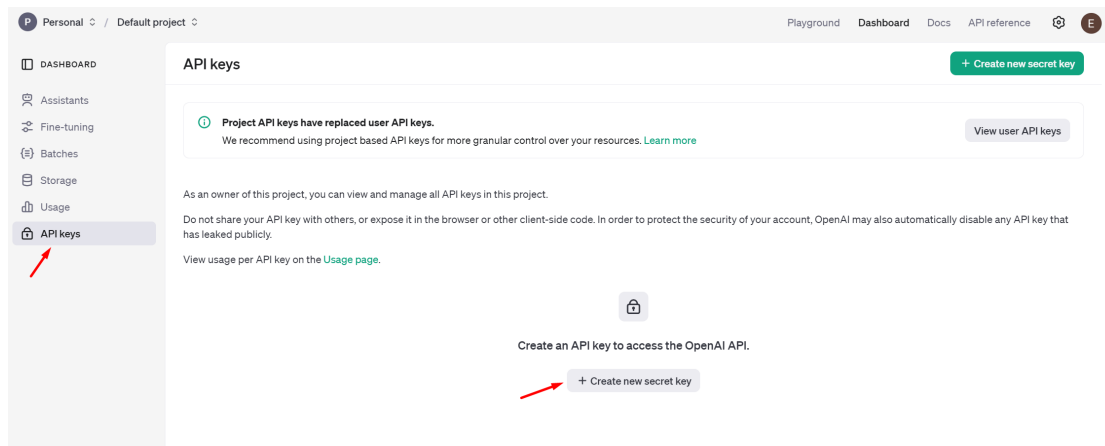 P Personal / Default project
Playground Dashboard Docs API reference E
DASHBOARD
Assistants
Fine-tuning
Batches
Storage
Usage
API keys
API keys
+ Create new secret key
Project API keys have replaced user API keys.
We recommend using project based API keys for more granular control over your resources. Learn more
View user API keys
As an owner of this project, you can view and manage all API keys in this project.
Do not share your API key with others, or expose it in the browser or other client-side code. In order to protect the security of your account, OpenAI may also automatically disable any API key that
has leaked publicly.
View usage per API key on the Usage page.
Create an API key to access the OpenAI API.
+ Create new secret key